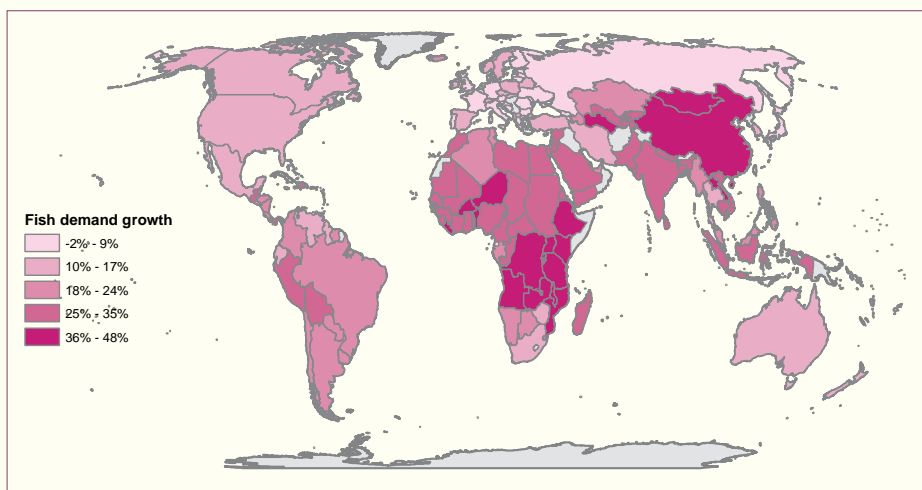 Fish demand growth
-2% - 9%
10% - 17%
18% - 24%
25% - 35%
36% - 48%